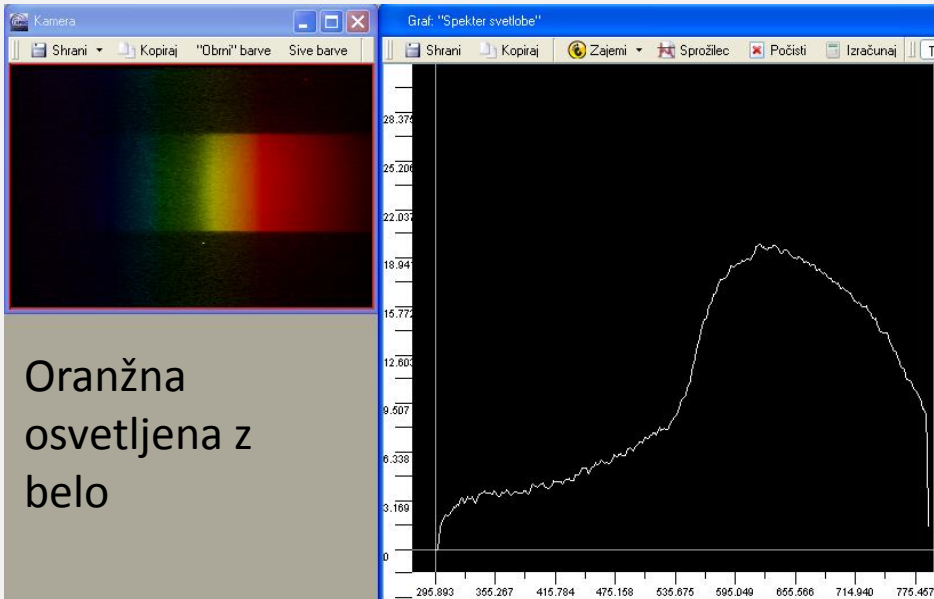 Kamera
Shrani Kopiraj "Obrni" barve Sive barve
Oranžna
osvetljena z
belo
Graf: "Spekter svetlobe"
Shrani Kopiraj Zajemi Sprožilec Počisti Izračunaj T
28.375
25.206
22.037
18.941
15.772
12.603
9.507
6.338
3.169
0
295.893 355.267 415.784 475.158 535.675 595.049 655.566 714.940 775.457